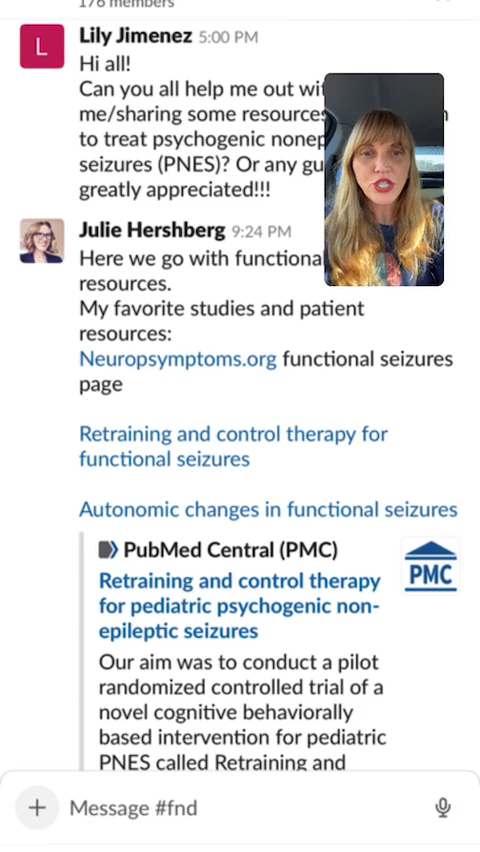 176 members
L
Lily Jimenez 5:00 PM
Hi all!
Can you all help me out wi
me/sharing some resources
to treat psychogenic nonep
seizures (PNES)? Or any gu
greatly appreciated!!!
Julie Hershberg 9:24 PM
Here we go with functiona
resources.
My favorite studies and patient
resources:
Neuropsymptoms.org functional seizures
page
Retraining and control therapy for
functional seizures
Autonomic changes in functional seizures
PubMed Central (PMC)
PMC
Retraining and control therapy
for pediatric psychogenic non-
epileptic seizures
Our aim was to conduct a pilot
randomized controlled trial of a
novel cognitive behaviorally
based intervention for pediatric
PNES called Retraining and
+ Message #fnd